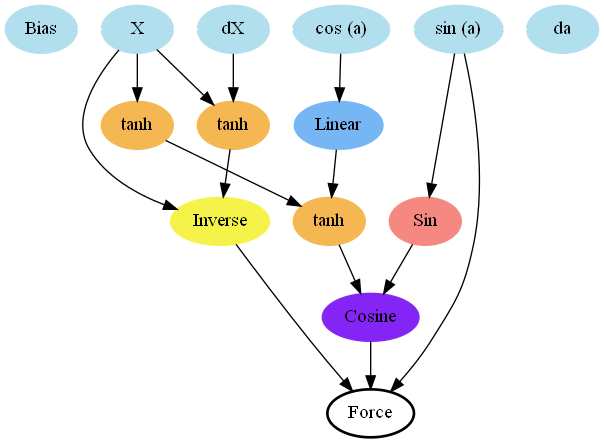 Bias
X
dX
cos (a)
sin (a)
da
tanh
tanh
Linear
Inverse
tanh
Sin
Cosine
Force